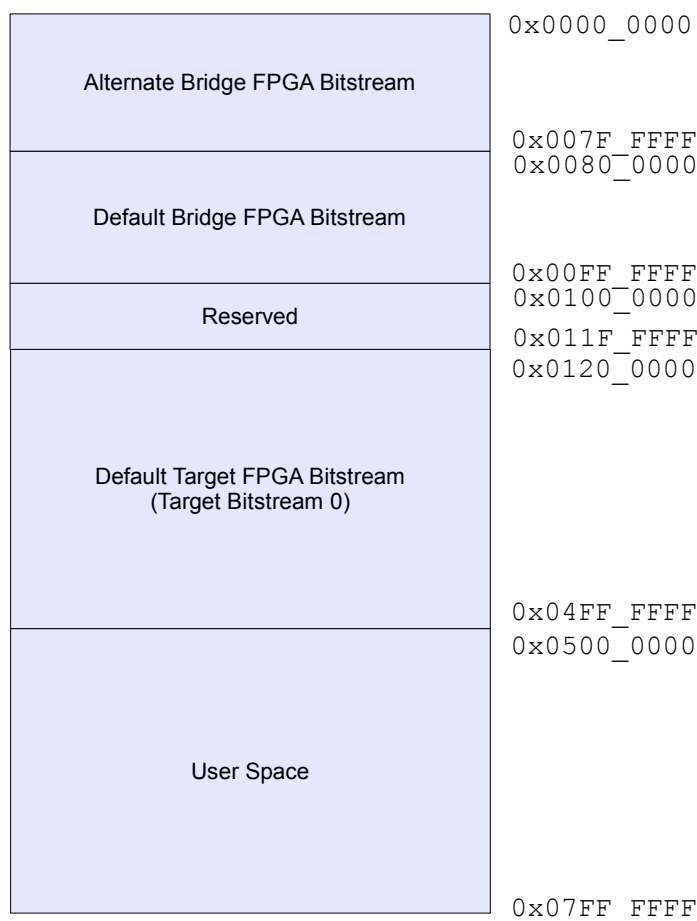 0x0000_0000
Alternate Bridge FPGA Bitstream
0x007F_FFFF
0x0080_0000
Default Bridge FPGA Bitstream
0x00FF_FFFF
0x0100_0000
Reserved
0x011F_FFFF
0x0120_0000
Default Target FPGA Bitstream
(Target Bitstream 0)
0x04FF_FFFF
0x0500_0000
User Space
0x07FF_FFFF